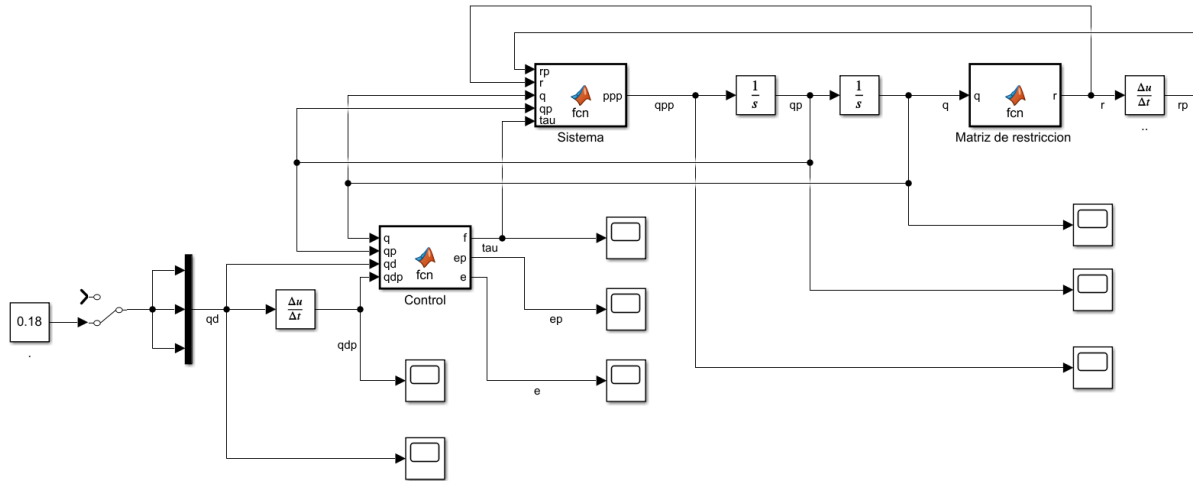 rp
r
q
qp
tau
fcn
ppp
Sistema
qpp
1
s
qp
1
s
q
q
fcn
r
Matriz de restriccion
r
Δu
Δt
..
rp
q
qp
qd
qdp
fcn
f
ep
e
Control
tau
ep
e
0.18
.
qd
Δu
Δt
qdp